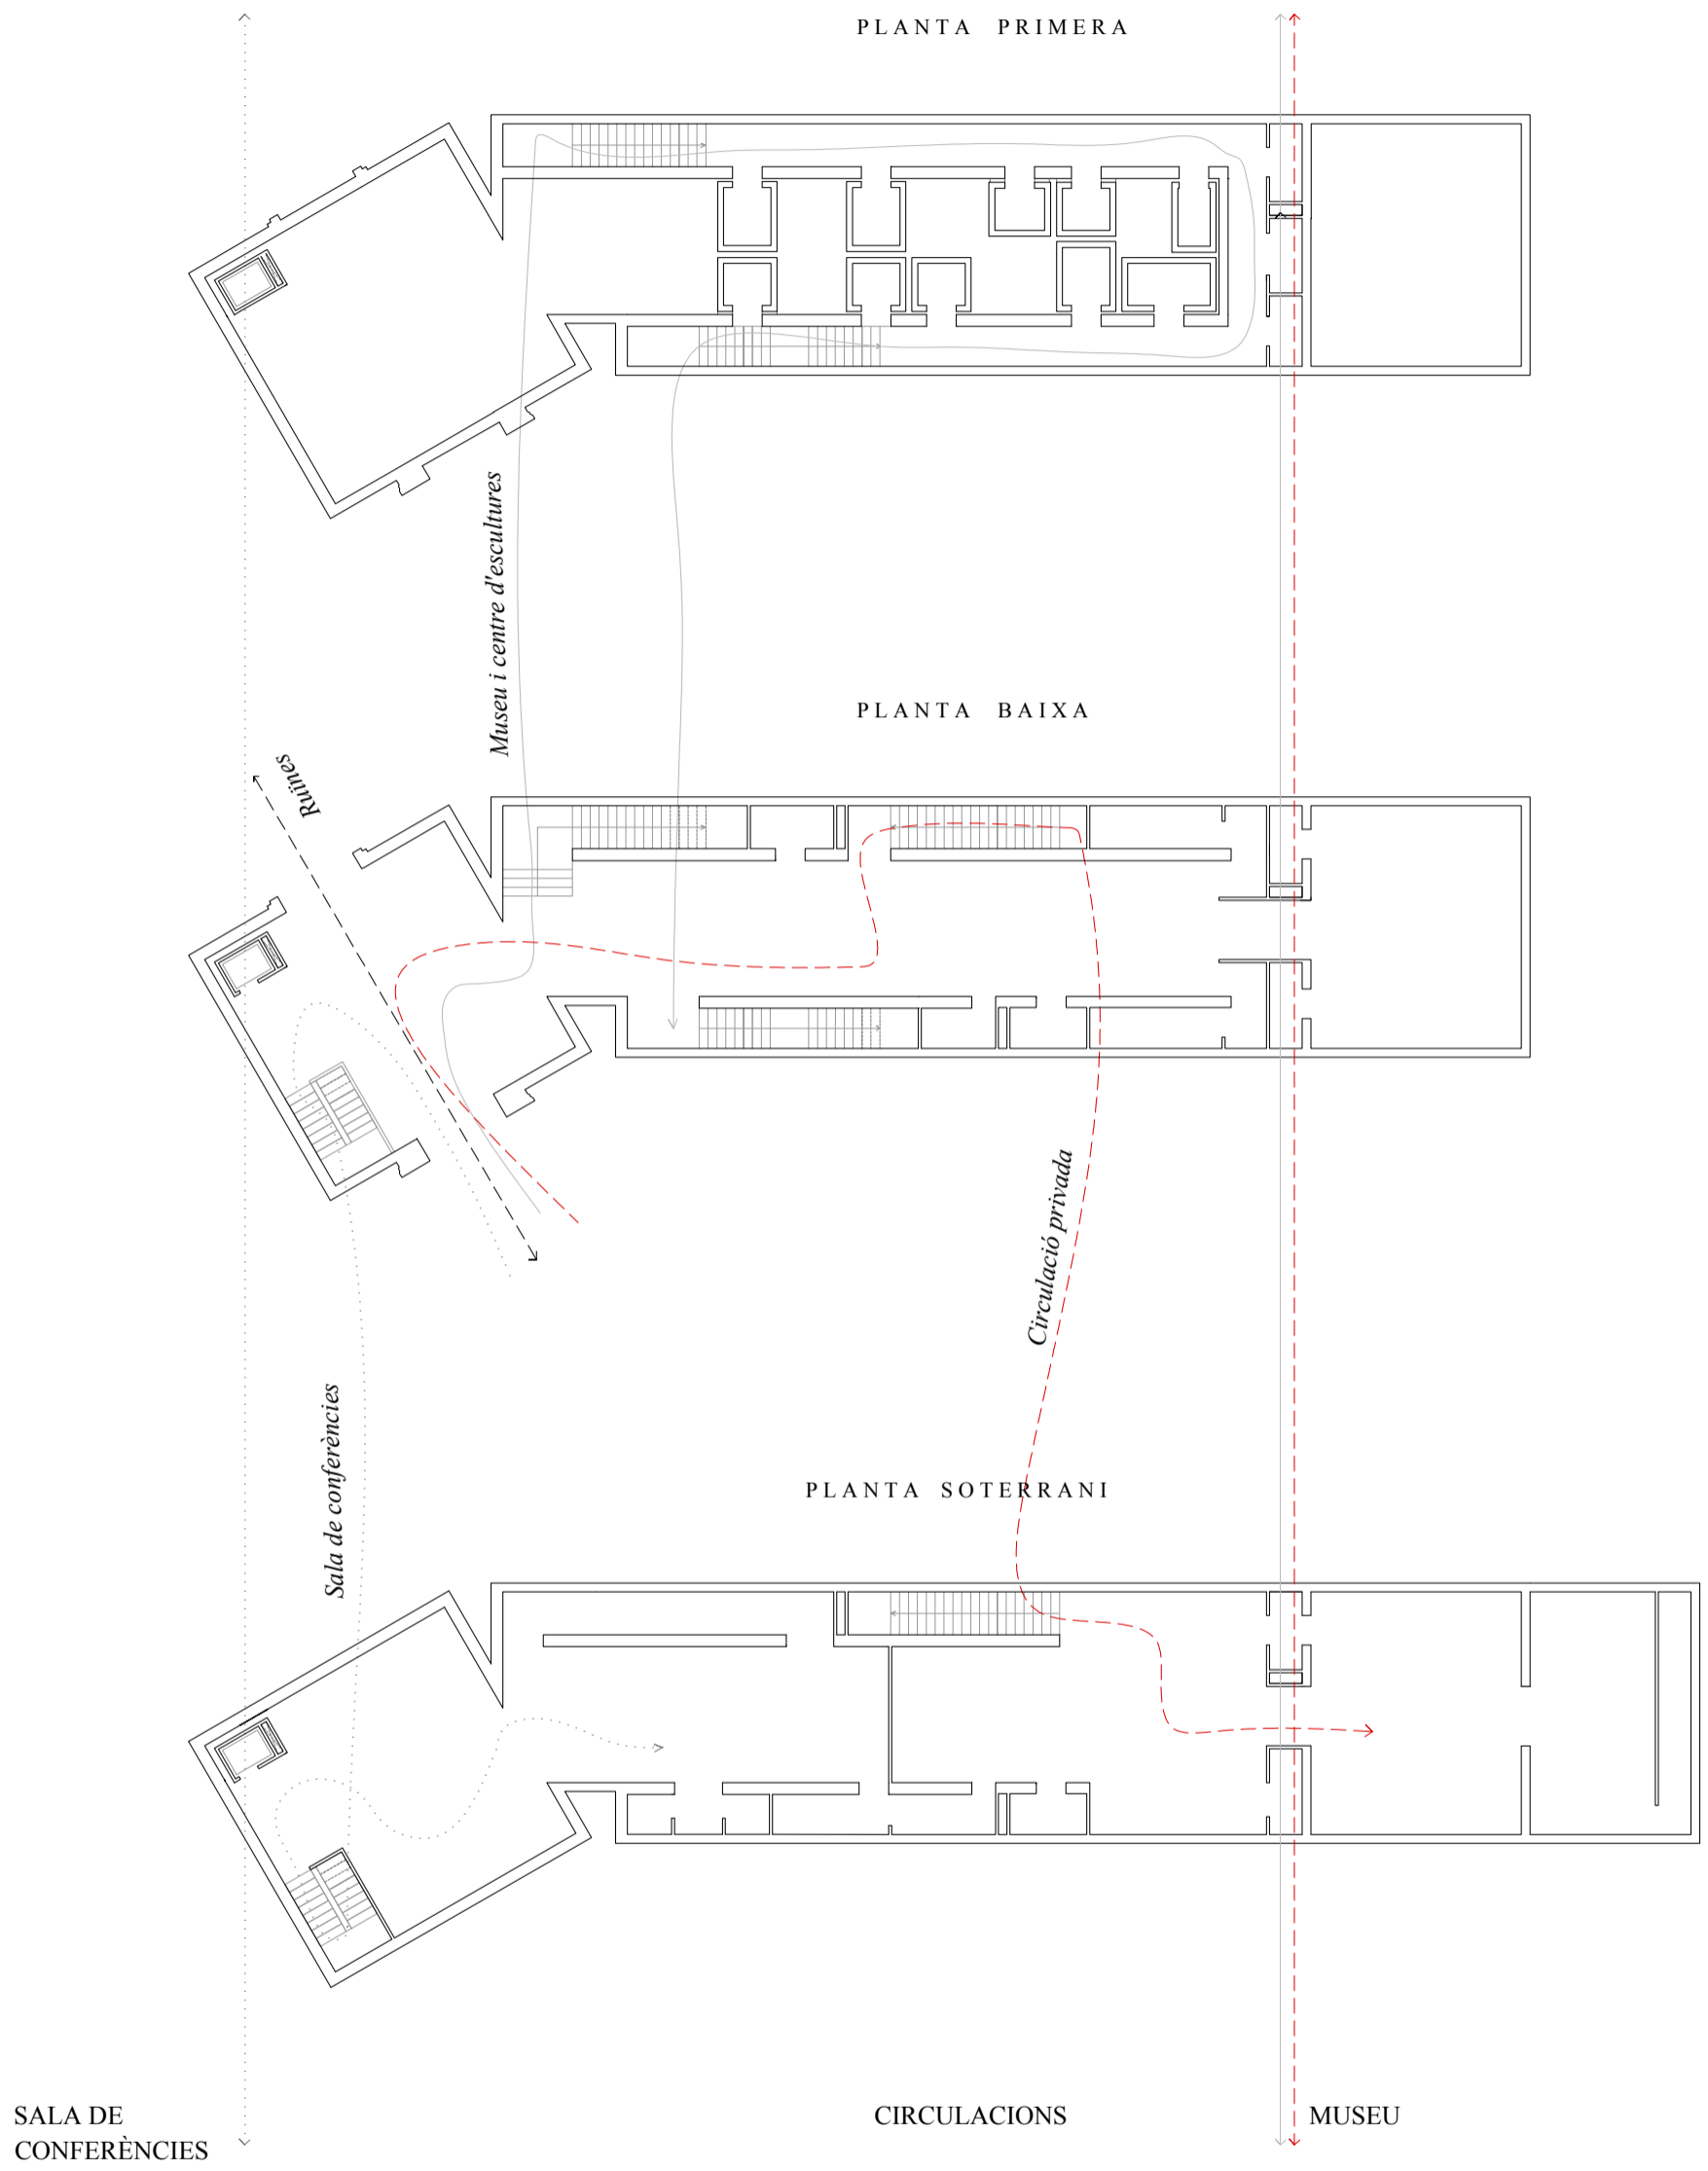 PLANTA PRIMERA
Museu i centre d'escultures
PLANTA BAIXA
Ruïnes
Circulació privada
Sala de conferències
PLANTA SOTERRANI
SALA DE
CONFERÈNCIES
CIRCULACIONS
MUSEU